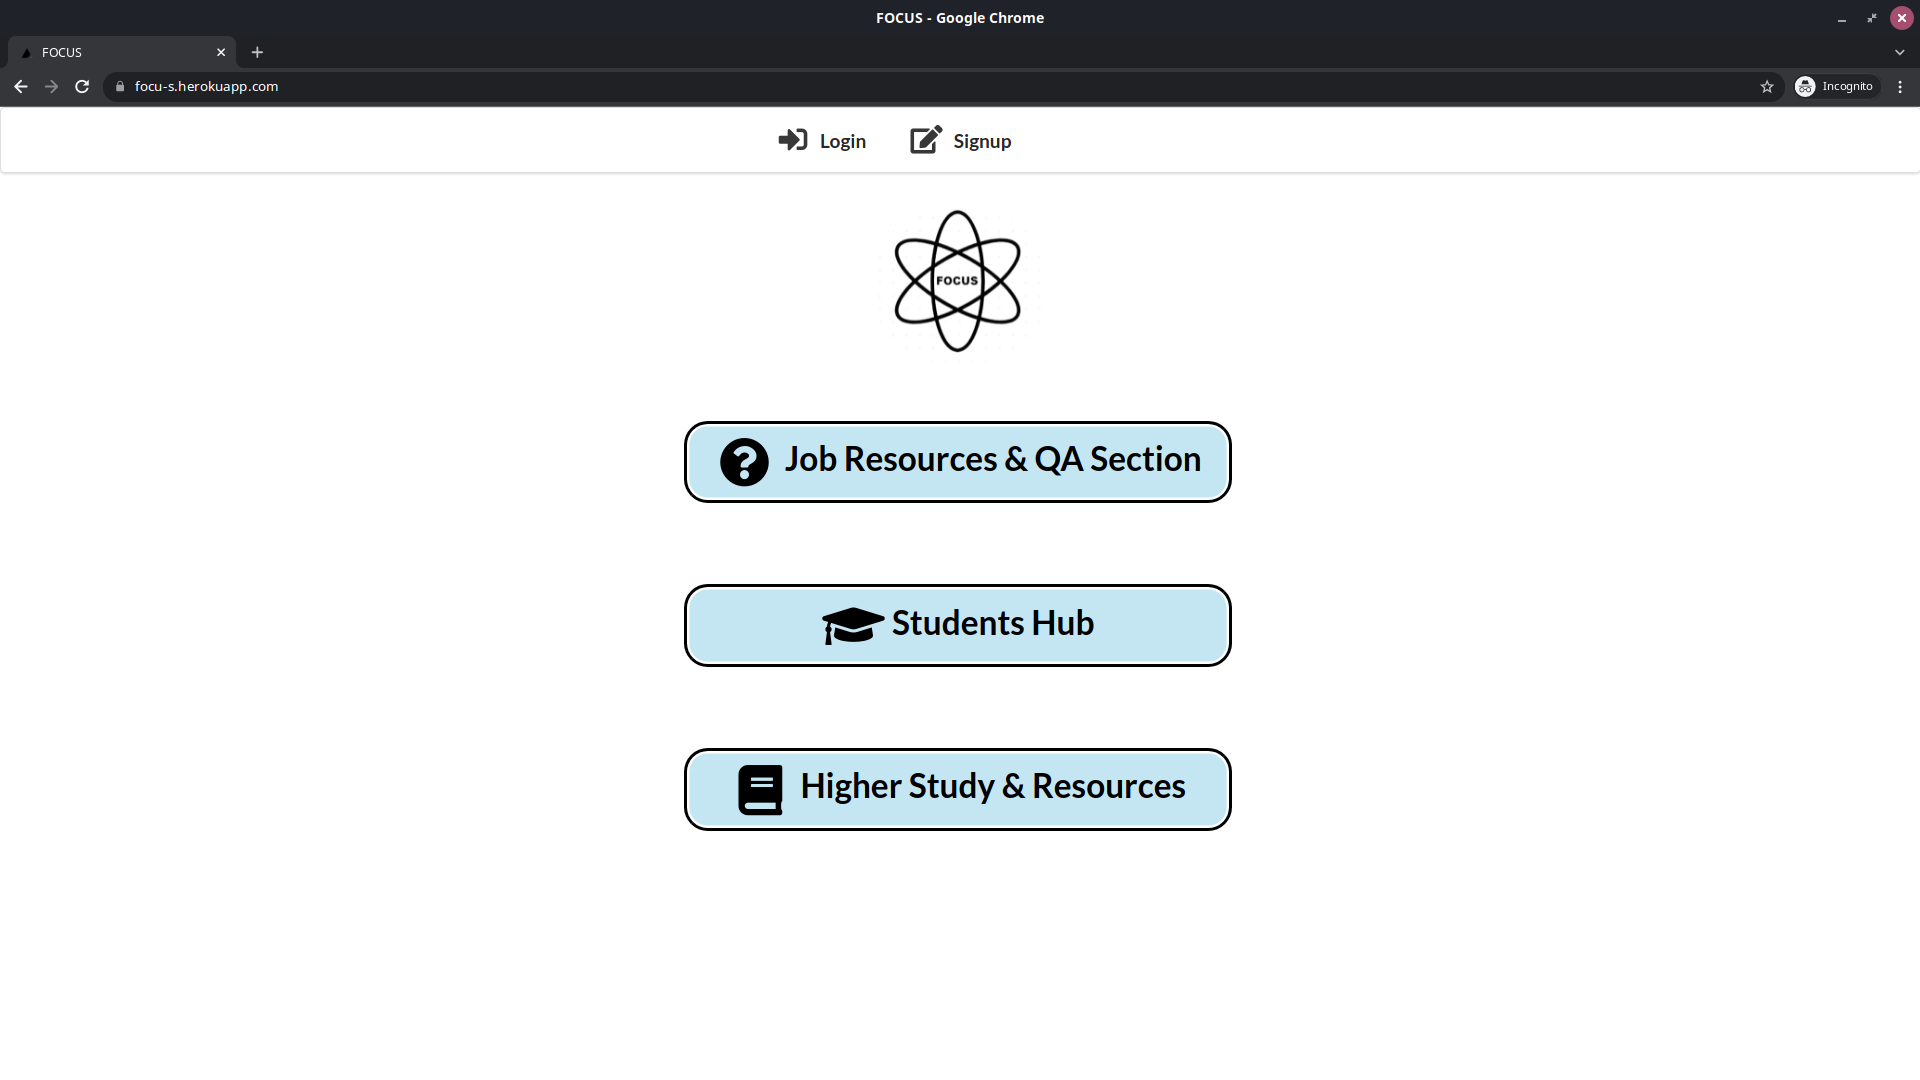 FOCUS - Google Chrome
FOCUS
focu-s.herokuapp.com
Incognito
Login Signup
FOCUS
Job Resources & QA Section
Students Hub
Higher Study & Resources